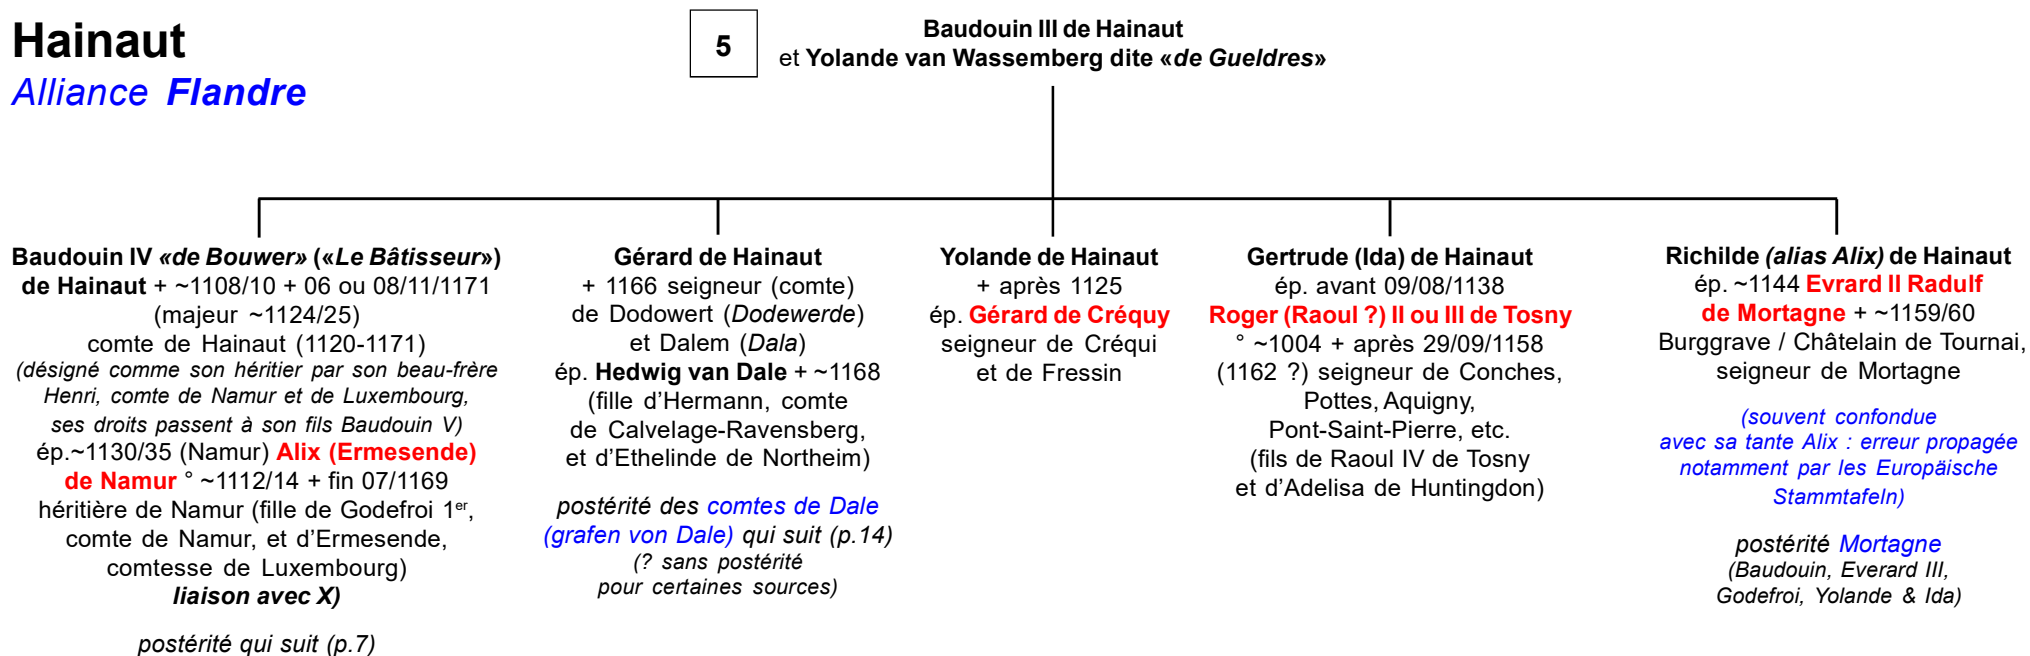 Hainaut
Alliance Flandre
5
Baudouin III de Hainaut
et Yolande van Wassemberg dite «de Gueldres»
Baudouin IV «de Bouwer» («Le Bâtisseur»)
de Hainaut + ~1108/10 + 06 ou 08/11/1171
(majeur ~1124/25)
comte de Hainaut (1120-1171)
(désigné comme son héritier par son beau-frère
Henri, comte de Namur et de Luxembourg,
ses droits passent à son fils Baudouin V)
ép.~1130/35 (Namur) Alix (Ermesende)
de Namur ° ~1112/14 + fin 07/1169
héritière de Namur (fille de Godefroi 1er,
comte de Namur, et d’Ermesende,
comtesse de Luxembourg)
liaison avec X)
postérité qui suit (p.7)
Gérard de Hainaut
+ 1166 seigneur (comte)
de Dodowert (Dodewerde)
et Dalem (Dala)
ép. Hedwig van Dale + ~1168
(fille d’Hermann, comte
de Calvelage-Ravensberg,
et d’Ethelinde de Northeim)
postérité des comtes de Dale
(grafen von Dale) qui suit (p.14)
(? sans postérité
pour certaines sources)
Yolande de Hainaut
+ après 1125
ép. Gérard de Créquy
seigneur de Créqui
et de Fressin
Gertrude (Ida) de Hainaut
ép. avant 09/08/1138
Roger (Raoul ?) II ou III de Tosny
° ~1004 + après 29/09/1158
(1162 ?) seigneur de Conches,
Pottes, Aquigny,
Pont-Saint-Pierre, etc.
(fils de Raoul IV de Tosny
et d’Adelisa de Huntingdon)
Richilde (alias Alix) de Hainaut
ép. ~1144 Evrard II Radulf
de Mortagne + ~1159/60
Burggrave / Châtelain de Tournai,
seigneur de Mortagne
(souvent confondue
avec sa tante Alix : erreur propagée
notamment par les Europäische
Stammtafeln)
postérité Mortagne
(Baudouin, Everard III,
Godefroi, Yolande & Ida)